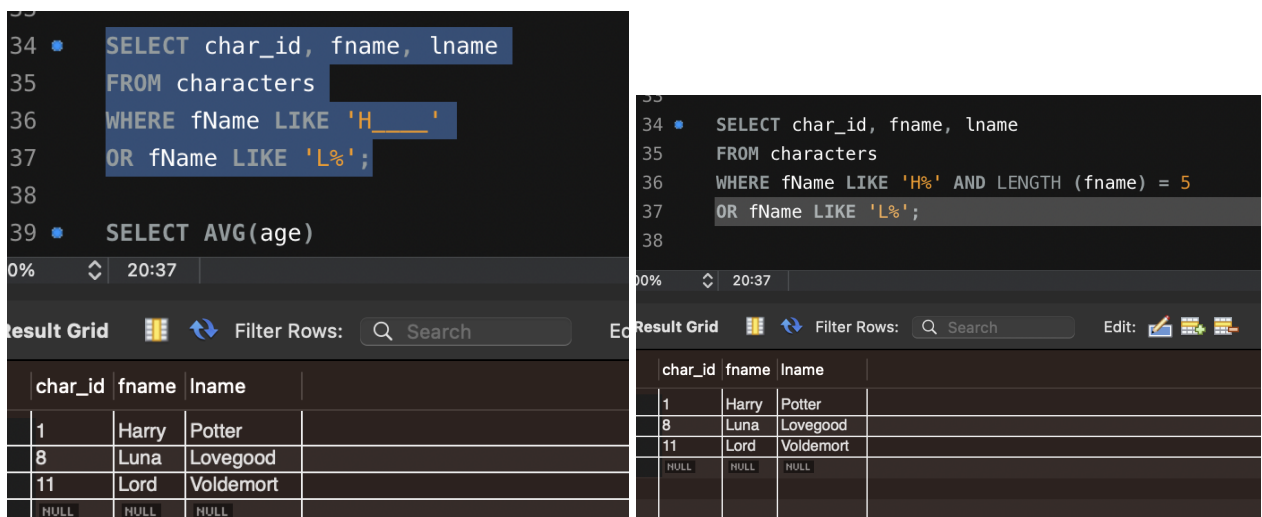 34 SELECT char_id, fname, lname
35 FROM characters
36 WHERE fName LIKE 'H____'
37 OR fName LIKE 'L%';
38
39 SELECT AVG(age)
0% 20:37
Result Grid Filter Rows: Search Ed
char_id fname lname
1 Harry Potter
8 Luna Lovegood
11 Lord Voldemort
NULL NULL NULL
34 SELECT char_id, fname, lname
35 FROM characters
36 WHERE fName LIKE 'H%' AND LENGTH (fname) = 5
37 OR fName LIKE 'L%';
38
00% 20:37
Result Grid Filter Rows: Search Edit:
char_id fname lname
1 Harry Potter
8 Luna Lovegood
11 Lord Voldemort
NULL NULL NULL